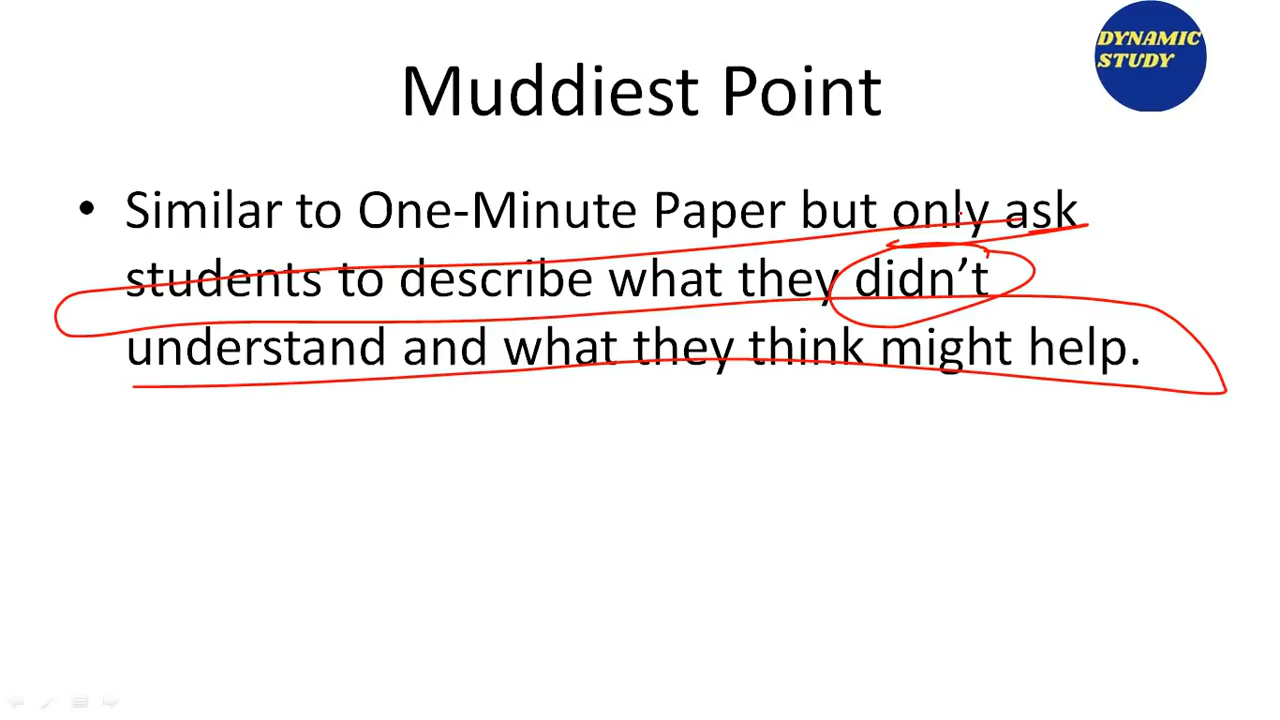 DYNAMIC
STUDY
Muddiest Point
• Similar to One-Minute Paper but only ask
students to describe what they didn’t
understand and what they think might help.